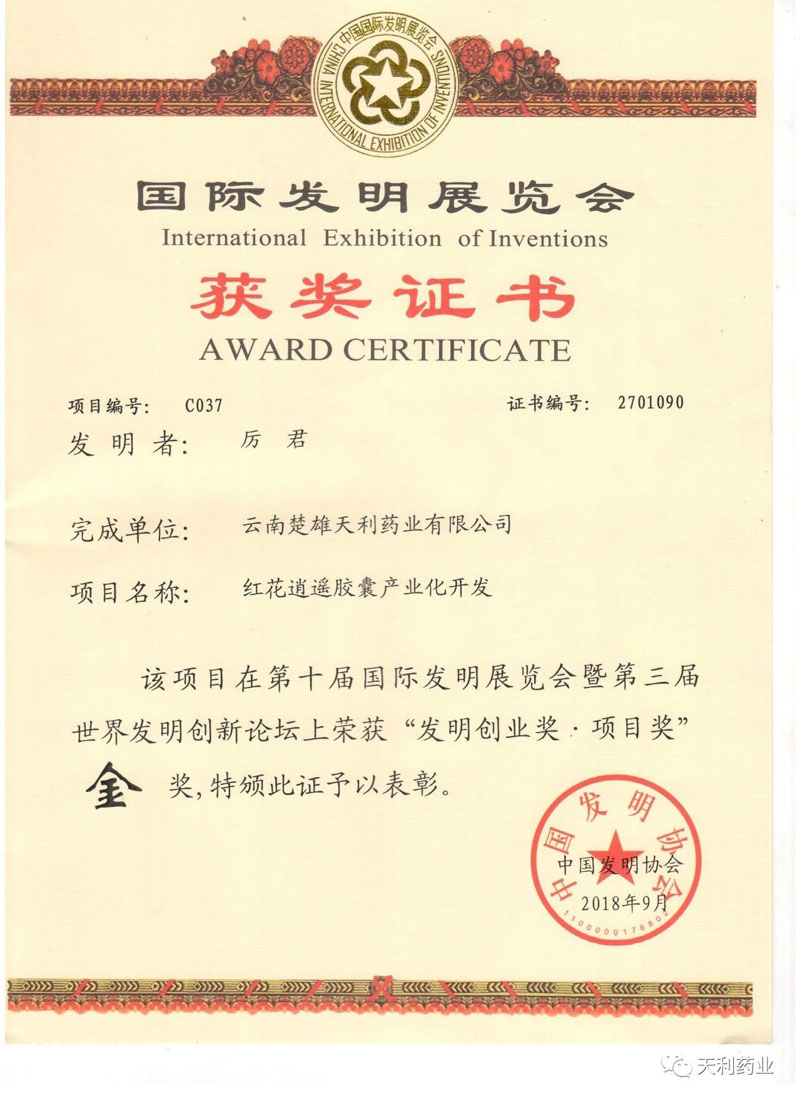 中国国际发明展览会
CHINA INTERNATIONAL EXHIBITION OF INVENTIONS
国际发明展览会
International Exhibition of Inventions
获奖证书
AWARD CERTIFICATE
项目编号: C037 证书编号: 2701090
发明者: 厉君
完成单位: 云南楚雄天利药业有限公司
项目名称: 红花逍遥胶囊产业化开发
该项目在第十届国际发明展览会暨第三届
世界发明创新论坛上荣获“发明创业奖·项目奖”
金 奖,特颁此证予以表彰。
中国发明协会
中国发明协会
2018年9月
1100000176802
天利药业